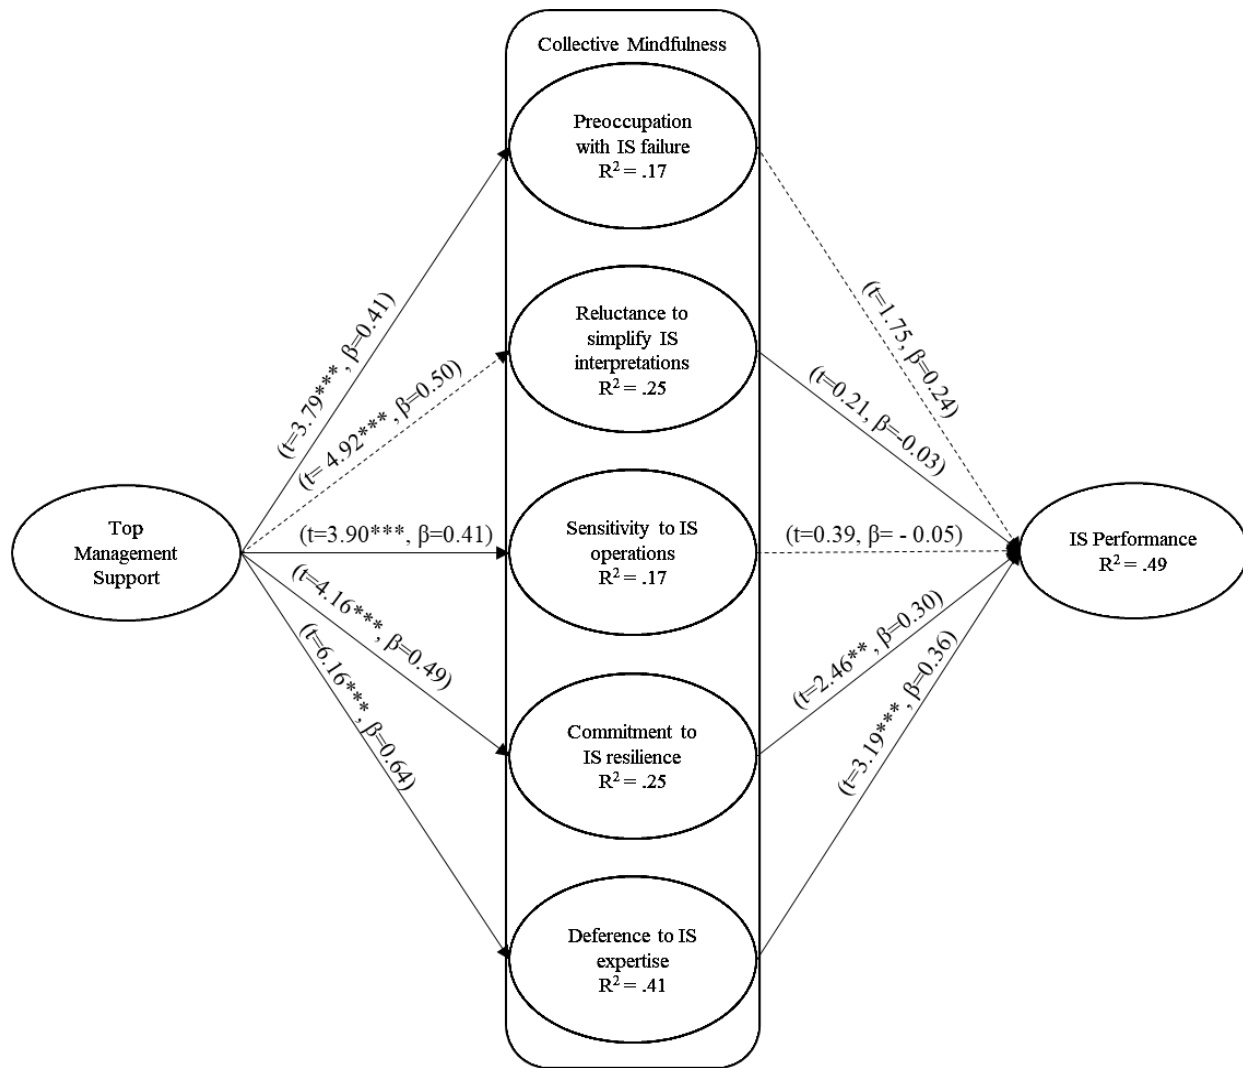 Collective Mindfulness
Preoccupation
with IS failure
R² = .17
(t=3.79***, β=0.41)
(t=1.75, β=0.24)
Reluctance to
simplify IS
interpretations
R² = .25
(t= 4.92***, β=0.50)
(t=0.21, β=-0.03)
Top
Management
Support
(t=3.90***, β=0.41)
Sensitivity to IS
operations
R² = .17
(t=0.39, β= - 0.05)
IS Performance
R² = .49
(t=4.16***, β=0.49)
(t=2.46**, β=0.30)
Commitment to
IS resilience
R² = .25
(t=6.16***, β=0.64)
(t=3.19***, β=0.36)
Deference to IS
expertise
R² = .41